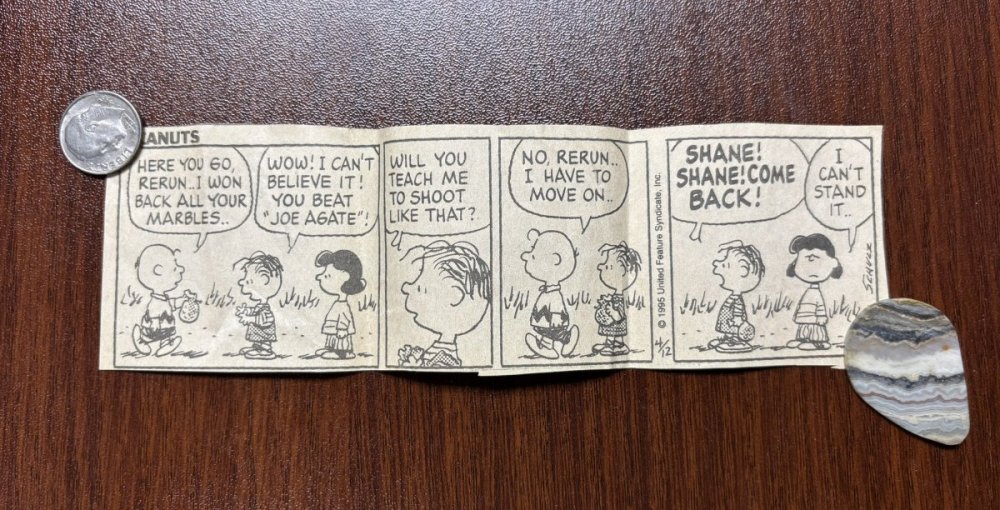 EANUTS
HERE YOU GO,
RERUN..I WON
BACK ALL YOUR
MARBLES..
WOW! I CAN'T
BELIEVE IT!
YOU BEAT
"JOE AGATE"!
WILL YOU
TEACH ME
TO SHOOT
LIKE THAT?
NO, RERUN..
I HAVE TO
MOVE ON..
© 1995 United Feature Syndicate, Inc.
4/12
SHANE!
SHANE! COME
BACK!
I
CAN'T
STAND
IT..
SCHULZ